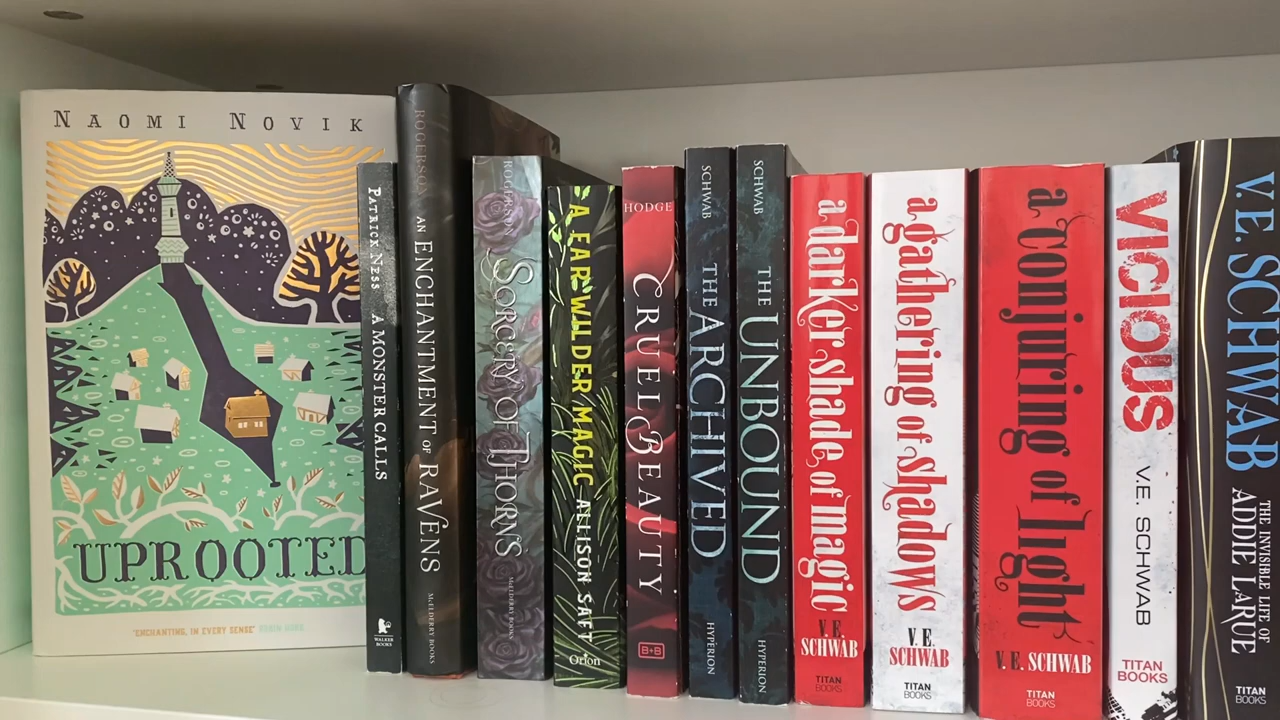 NAOMI NOVIK
UPROOTED
"ENCHANTING, IN EVERY SENSE" ROBIN HOBB
PATRICK NESS A MONSTER CALLS
WALKER
BOOKS
ROGERSON AN ENCHANTMENT OF RAVENS McELDERRY BOOKS
ROGERSON SORCERY OF THORNS McELDERRY BOOKS
A FAR WILDER MAGIC ALLISON SAFT
Orion
HODGE
CRUEL BEAUTY
B+B
SCHWAB THE ARCHIVED HYPERION
SCHWAB THE UNBOUND HYPERION
a darker shade of magic
V. E.
SCHWAB
TITAN
BOOKS
a gathering of shadows
V. E.
SCHWAB
TITAN
BOOKS
a conjuring of light
V. E. SCHWAB
TITAN
BOOKS
VICIOUS V.E. SCHWAB
TITAN
BOOKS
V.E. SCHWAB
THE INVISIBLE LIFE OF
ADDIE LARUE
TITAN
BOOKS